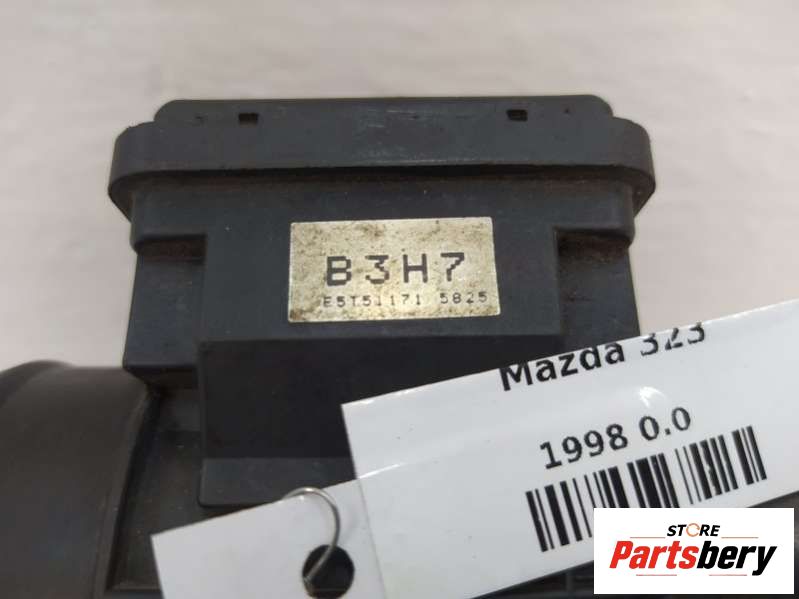 B3H7
E5T51171 5825
Mazda 323
1998 0.0
STORE
Partsbery